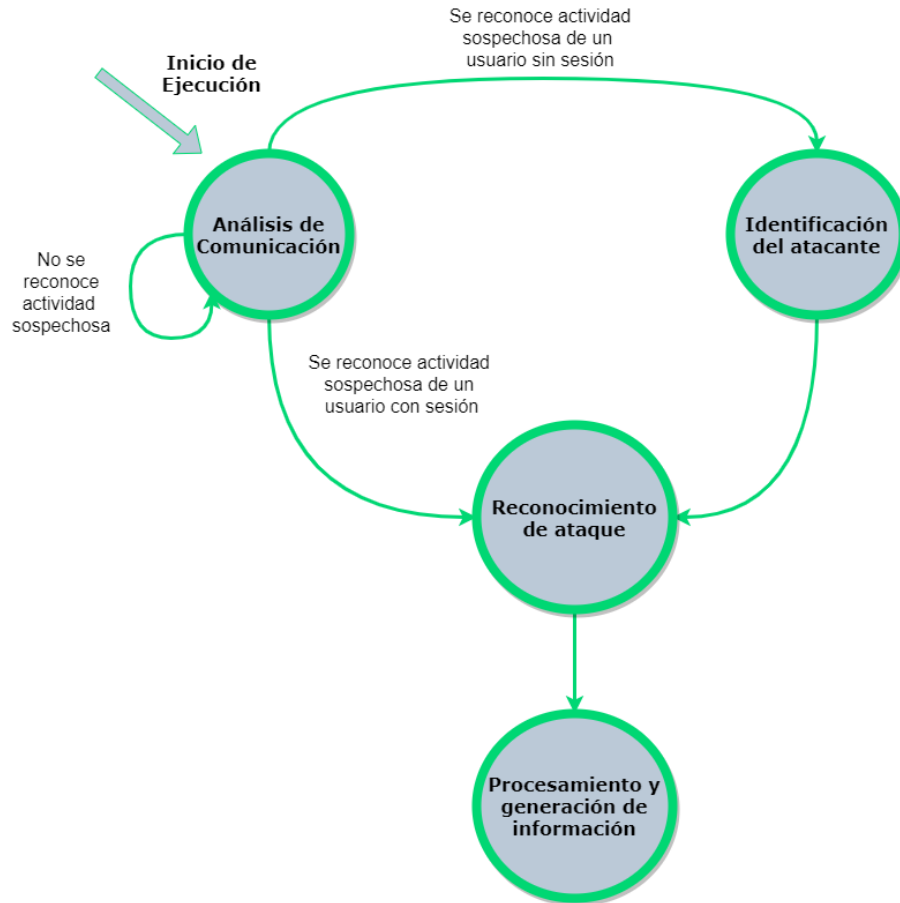 Se reconoce actividad
sospechosa de un
usuario sin sesión
Inicio de
Ejecución
Análisis de
Comunicación
Identificación
del atacante
No se
reconoce
actividad
sospechosa
Se reconoce actividad
sospechosa de un
usuario con sesión
Reconocimiento
de ataque
Procesamiento y
generación de
información